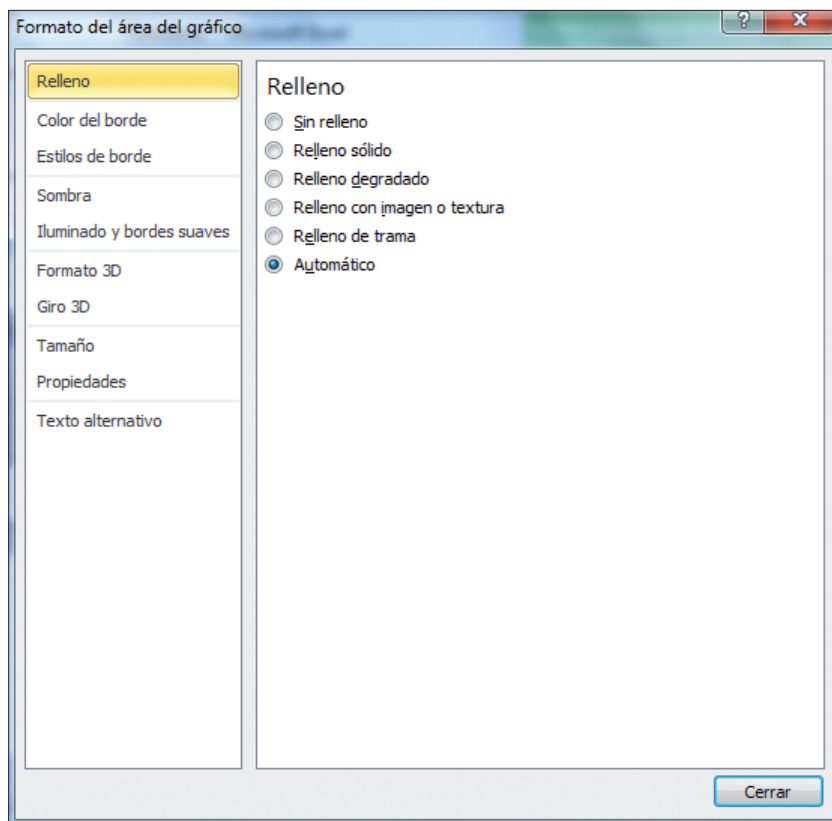 Formato del área del gráfico
Relleno
Color del borde
Estilos de borde
Sombra
Iluminado y bordes suaves
Formato 3D
Giro 3D
Tamaño
Propiedades
Texto alternativo
Relleno
Sin relleno
Relleno sólido
Relleno degradado
Relleno con imagen o textura
Relleno de trama
Automático
Cerrar